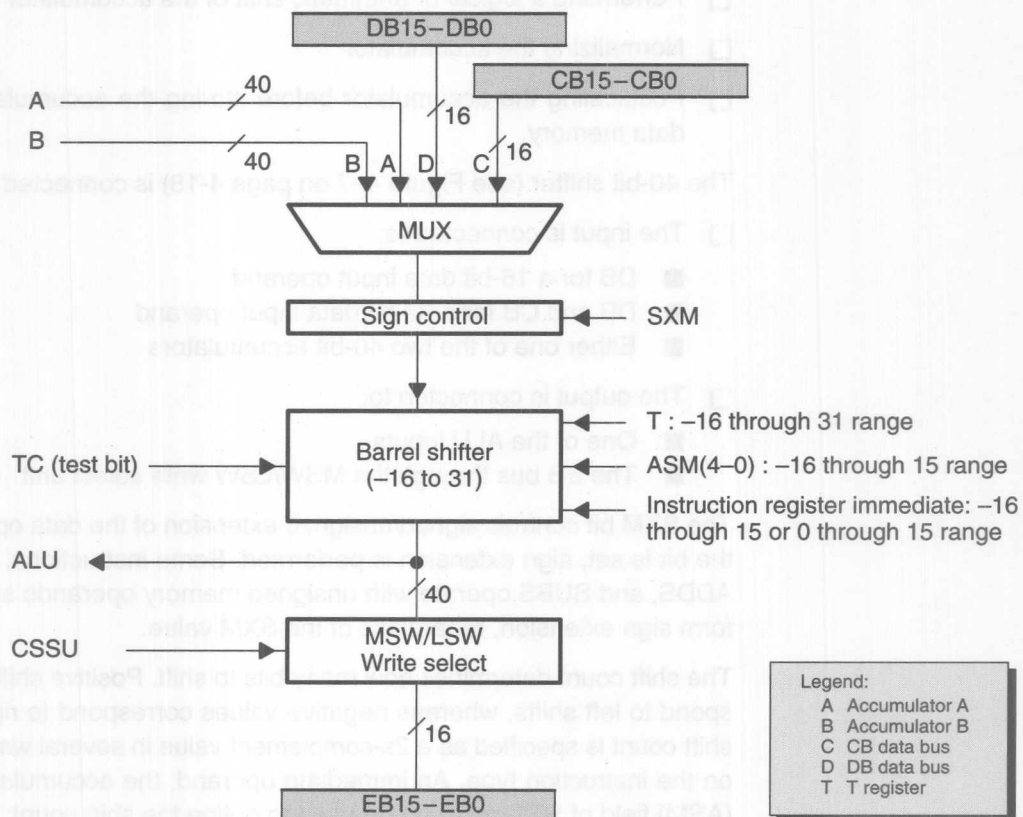 DB15–DB0
CB15–CB0
A
40
16
16
B
40
B A D C
MUX
Sign control
SXM
T : –16 through 31 range
TC (test bit)
Barrel shifter
(–16 to 31)
ASM(4–0) : –16 through 15 range
Instruction register immediate: –16
through 15 or 0 through 15 range
ALU
40
CSSU
MSW/LSW
Write select
16
EB15–EB0
Legend:
A Accumulator A
B Accumulator B
C CB data bus
D DB data bus
T T register